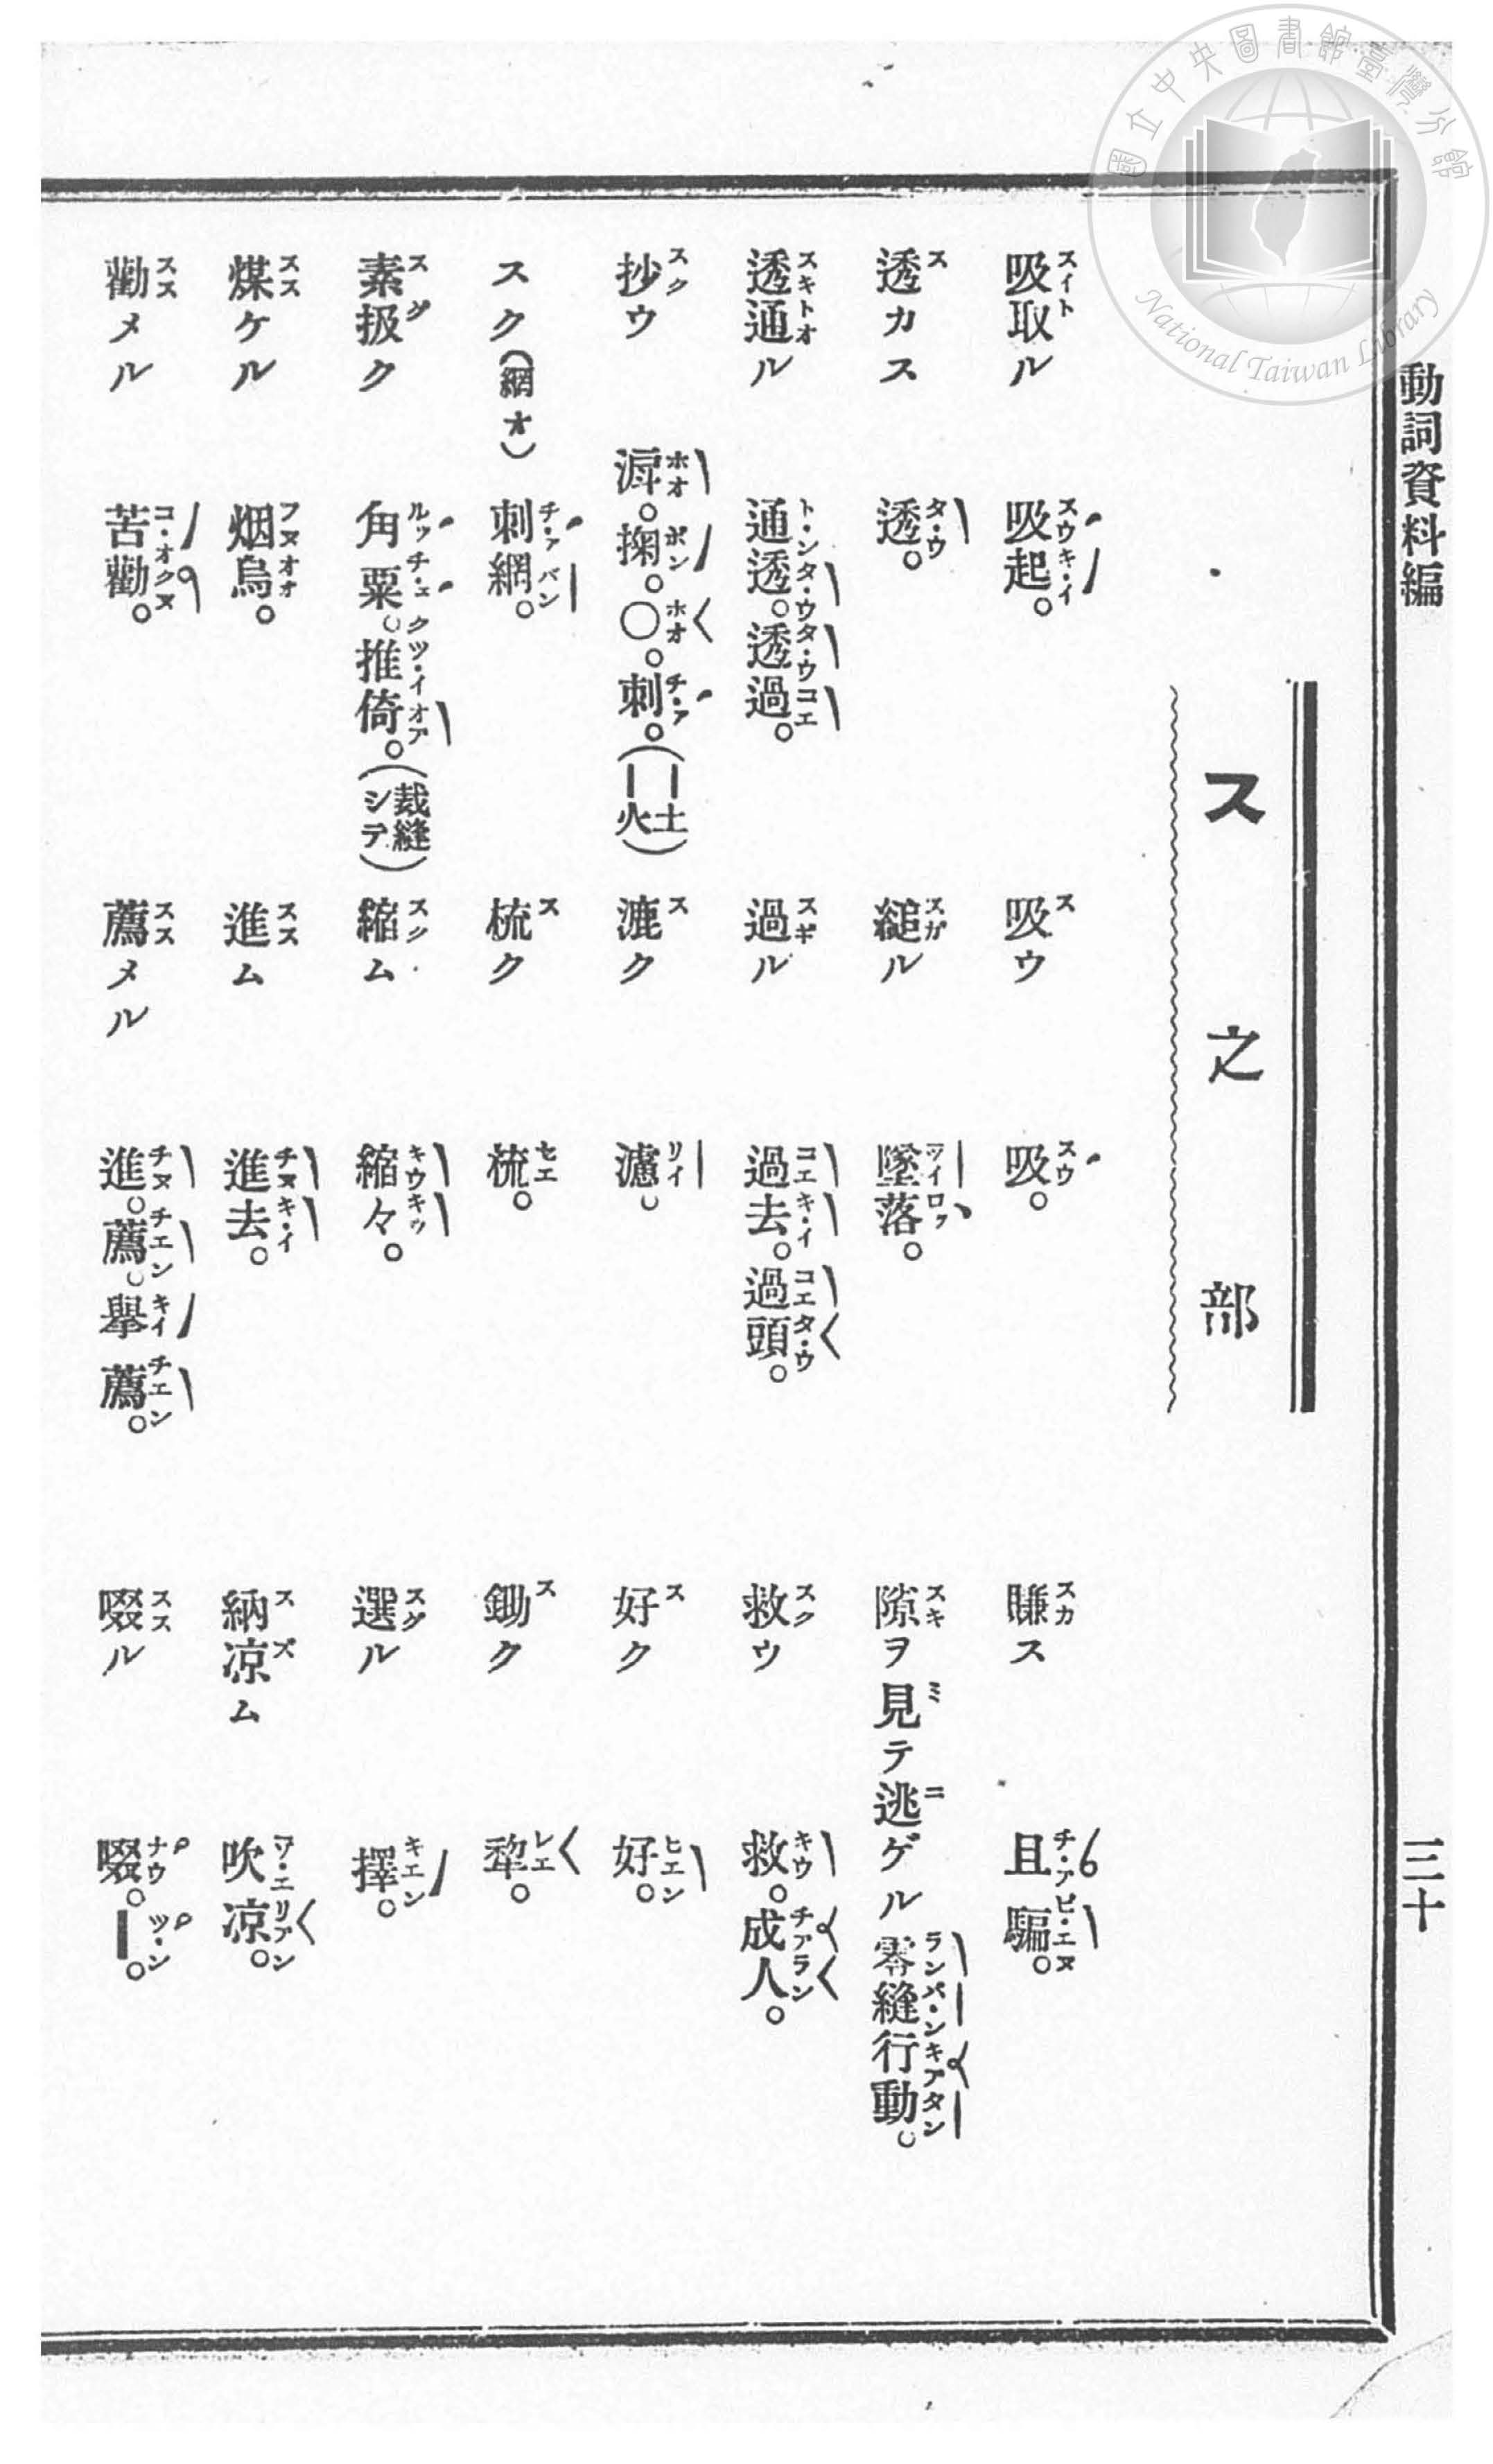 國立中央圖書館臺灣分館
National Taiwan Library
動詞資料編
三十
ス之部
吸取ル 吸起。 吸ウ 吸。 賺ス 且騙。
透カス 透。 縋ル 墜落。 隙ヲ見テ逃ゲル 零縫行動。
透通ル 通透。透過。 過ル 過去。過頭。 救ウ 救。成人。
抄ウ 掬。〇。刺。(|土|火) 漉ク 濾。 好ク 好。
スク(網オ) 刺網。 梳ク 梳。 鋤ク 犂。
素扱ク 角粟。推倚。(裁縫シテ) 縮ム 縮々。 選ル 擇。
煤ケル 烟烏。 進ム 進去。 納凉ム 吹凉。
勸メル 苦勸。 薦メル 進。薦。擧薦。 啜ル 啜。|。